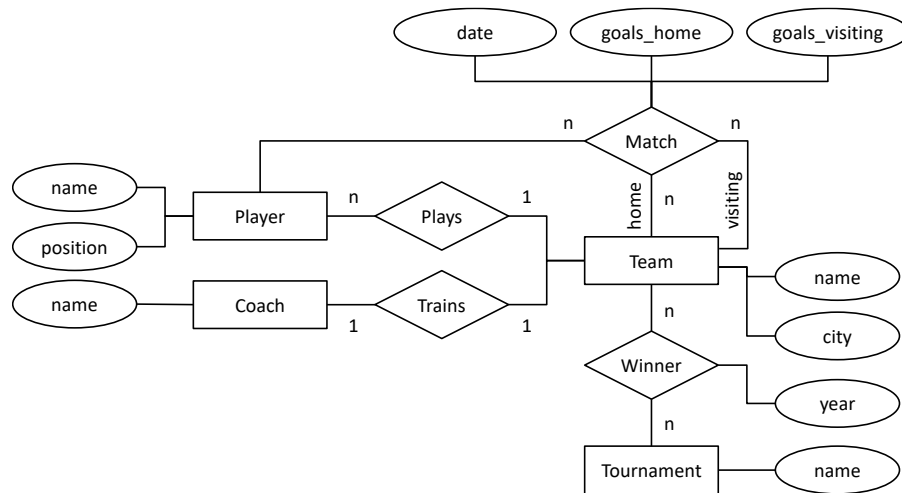 date
goals_home
goals_visiting
n
n
Match
name
home
n
visiting
Player
n
Plays
1
position
Team
name
name
Coach
1
Trains
1
n
city
Winner
year
n
Tournament
name